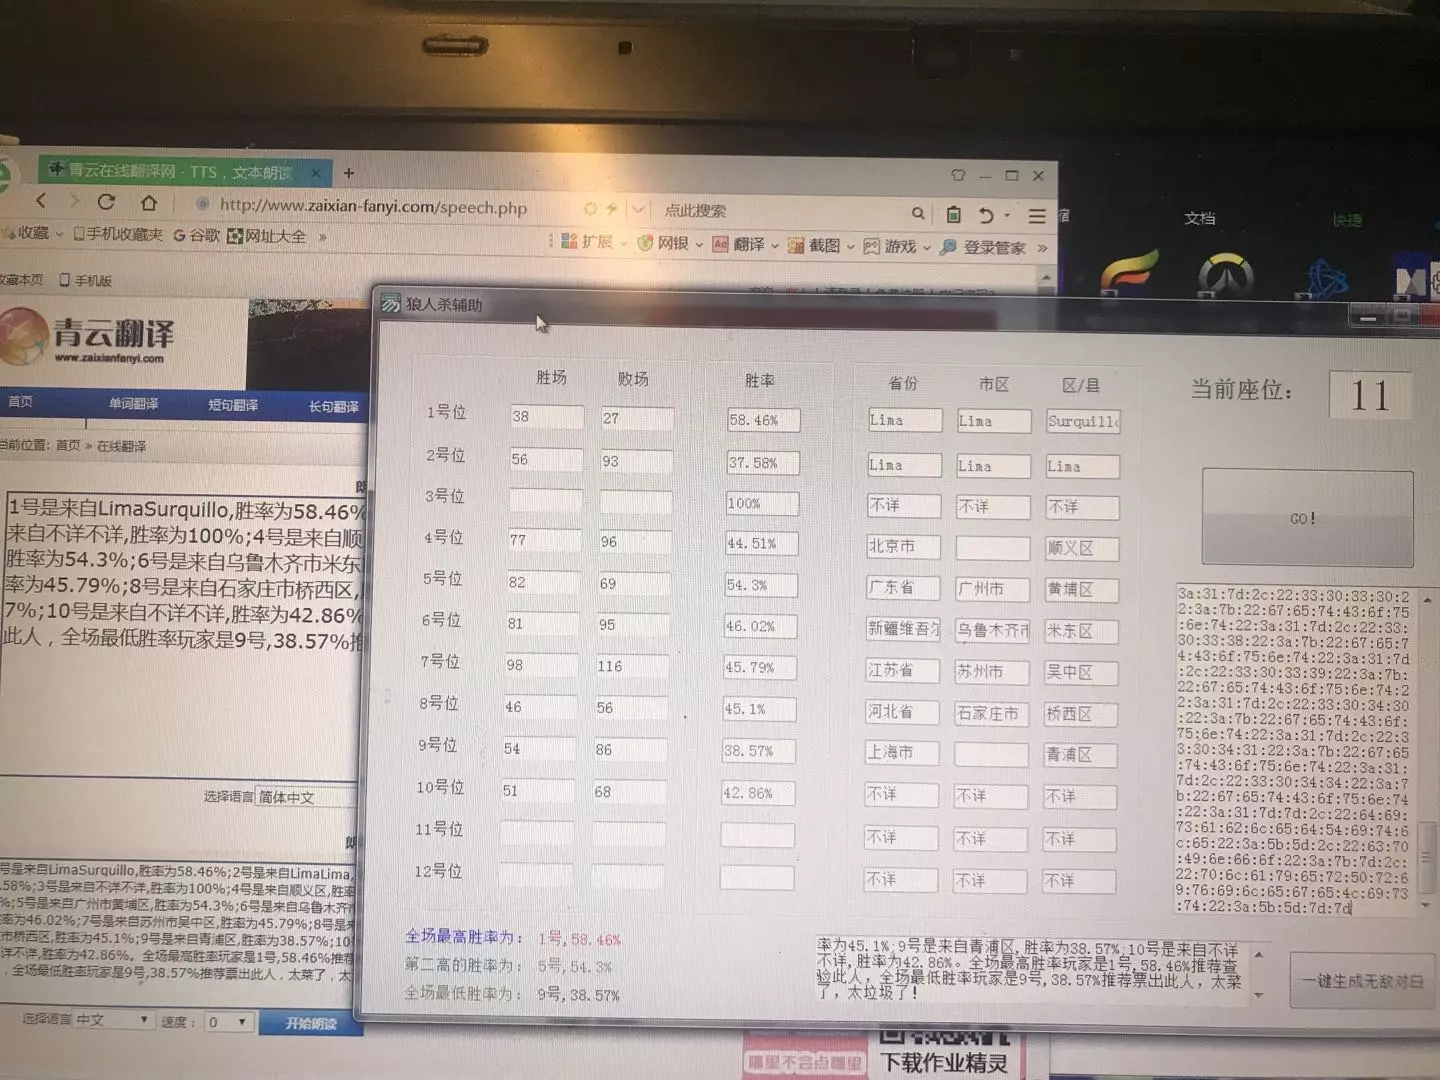 青云在线翻译网 - TTS，文本朗读
http://www.zaixian-fanyi.com/speech.php
点此搜索
收藏 手机收藏夹 谷歌 网址大全 »
扩展 网银 翻译 截图 游戏 登录管家 »
文档
快捷
收藏本页 手机版
青云翻译
www.zaixianfanyi.com
首页 单词翻译 短句翻译 长句翻译
当前位置: 首页 » 在线翻译
1号是来自LimaSurquillo,胜率为58.46%
来自不详不详,胜率为100%;4号是来自顺
胜率为54.3%;6号是来自乌鲁木齐市米东
率为45.79%;8号是来自石家庄市桥西区,
7%;10号是来自不详不详,胜率为42.86%
此人，全场最低胜率玩家是9号,38.57%推
选择语言 简体中文
号是来自LimaSurquillo,胜率为58.46%;2号是来自LimaLima,
.58%;3号是来自不详不详,胜率为100%;4号是来自顺义区,胜率
%;5号是来自广州市黄埔区,胜率为54.3%;6号是来自乌鲁木齐市
率为46.02%;7号是来自苏州市吴中区,胜率为45.79%;8号是来
市桥西区,胜率为45.1%;9号是来自青浦区,胜率为38.57%;10号
详不详,胜率为42.86%。全场最高胜率玩家是1号,58.46%推荐
，全场最低胜率玩家是9号,38.57%推荐票出此人，太菜了，太
选择语言 中文 速度： 0 开始朗读
狼人杀辅助
胜场 败场 胜率 省份 市区 区/县
1号位 38 27 58.46% Lima Lima Surquillo
2号位 56 93 37.58% Lima Lima Lima
3号位 100% 不详 不详 不详
4号位 77 96 44.51% 北京市 顺义区
5号位 82 69 54.3% 广东省 广州市 黄埔区
6号位 81 95 46.02% 新疆维吾尔 乌鲁木齐市 米东区
7号位 98 116 45.79% 江苏省 苏州市 吴中区
8号位 46 56 45.1% 河北省 石家庄市 桥西区
9号位 54 86 38.57% 上海市 青浦区
10号位 51 68 42.86% 不详 不详 不详
11号位 不详 不详 不详
12号位 不详 不详 不详
全场最高胜率为： 1号,58.46%
第二高的胜率为： 5号,54.3%
全场最低胜率为： 9号,38.57%
当前座位： 11
GO!
3a:31:7d:2c:22:33:30:33:30:2
2:3a:7b:22:67:65:74:43:6f:75
:6e:74:22:3a:31:7d:2c:22:33:
30:33:38:22:3a:7b:22:67:65:7
4:43:6f:75:6e:74:22:3a:31:7d
:2c:22:33:30:33:39:22:3a:7b:
22:67:65:74:43:6f:75:6e:74:2
2:3a:31:7d:2c:22:33:30:34:30
:22:3a:7b:22:67:65:74:43:6f:
75:6e:74:22:3a:31:7d:2c:22:3
3:30:34:31:22:3a:7b:22:67:65
:74:43:6f:75:6e:74:22:3a:31:
7d:2c:22:33:30:34:34:22:3a:7
b:22:67:65:74:43:6f:75:6e:74
:22:3a:31:7d:7d:2c:22:64:69:
73:61:62:6c:65:64:54:69:74:6
c:65:22:3a:5b:5d:2c:22:63:70
:49:6e:66:6f:22:3a:7b:7d:2c:
22:70:6c:61:79:65:72:50:72:6
9:76:69:6c:65:67:65:4c:69:73
:74:22:3a:5b:5d:7d:7d
率为45.1%;9号是来自青浦区,胜率为38.57%;10号是来自不详
不详,胜率为42.86%。全场最高胜率玩家是1号,58.46%推荐查
验此人，全场最低胜率玩家是9号,38.57%推荐票出此人，太菜
了，太垃圾了!
一键生成无敌对白
哪里不会点哪里
下载作业精灵